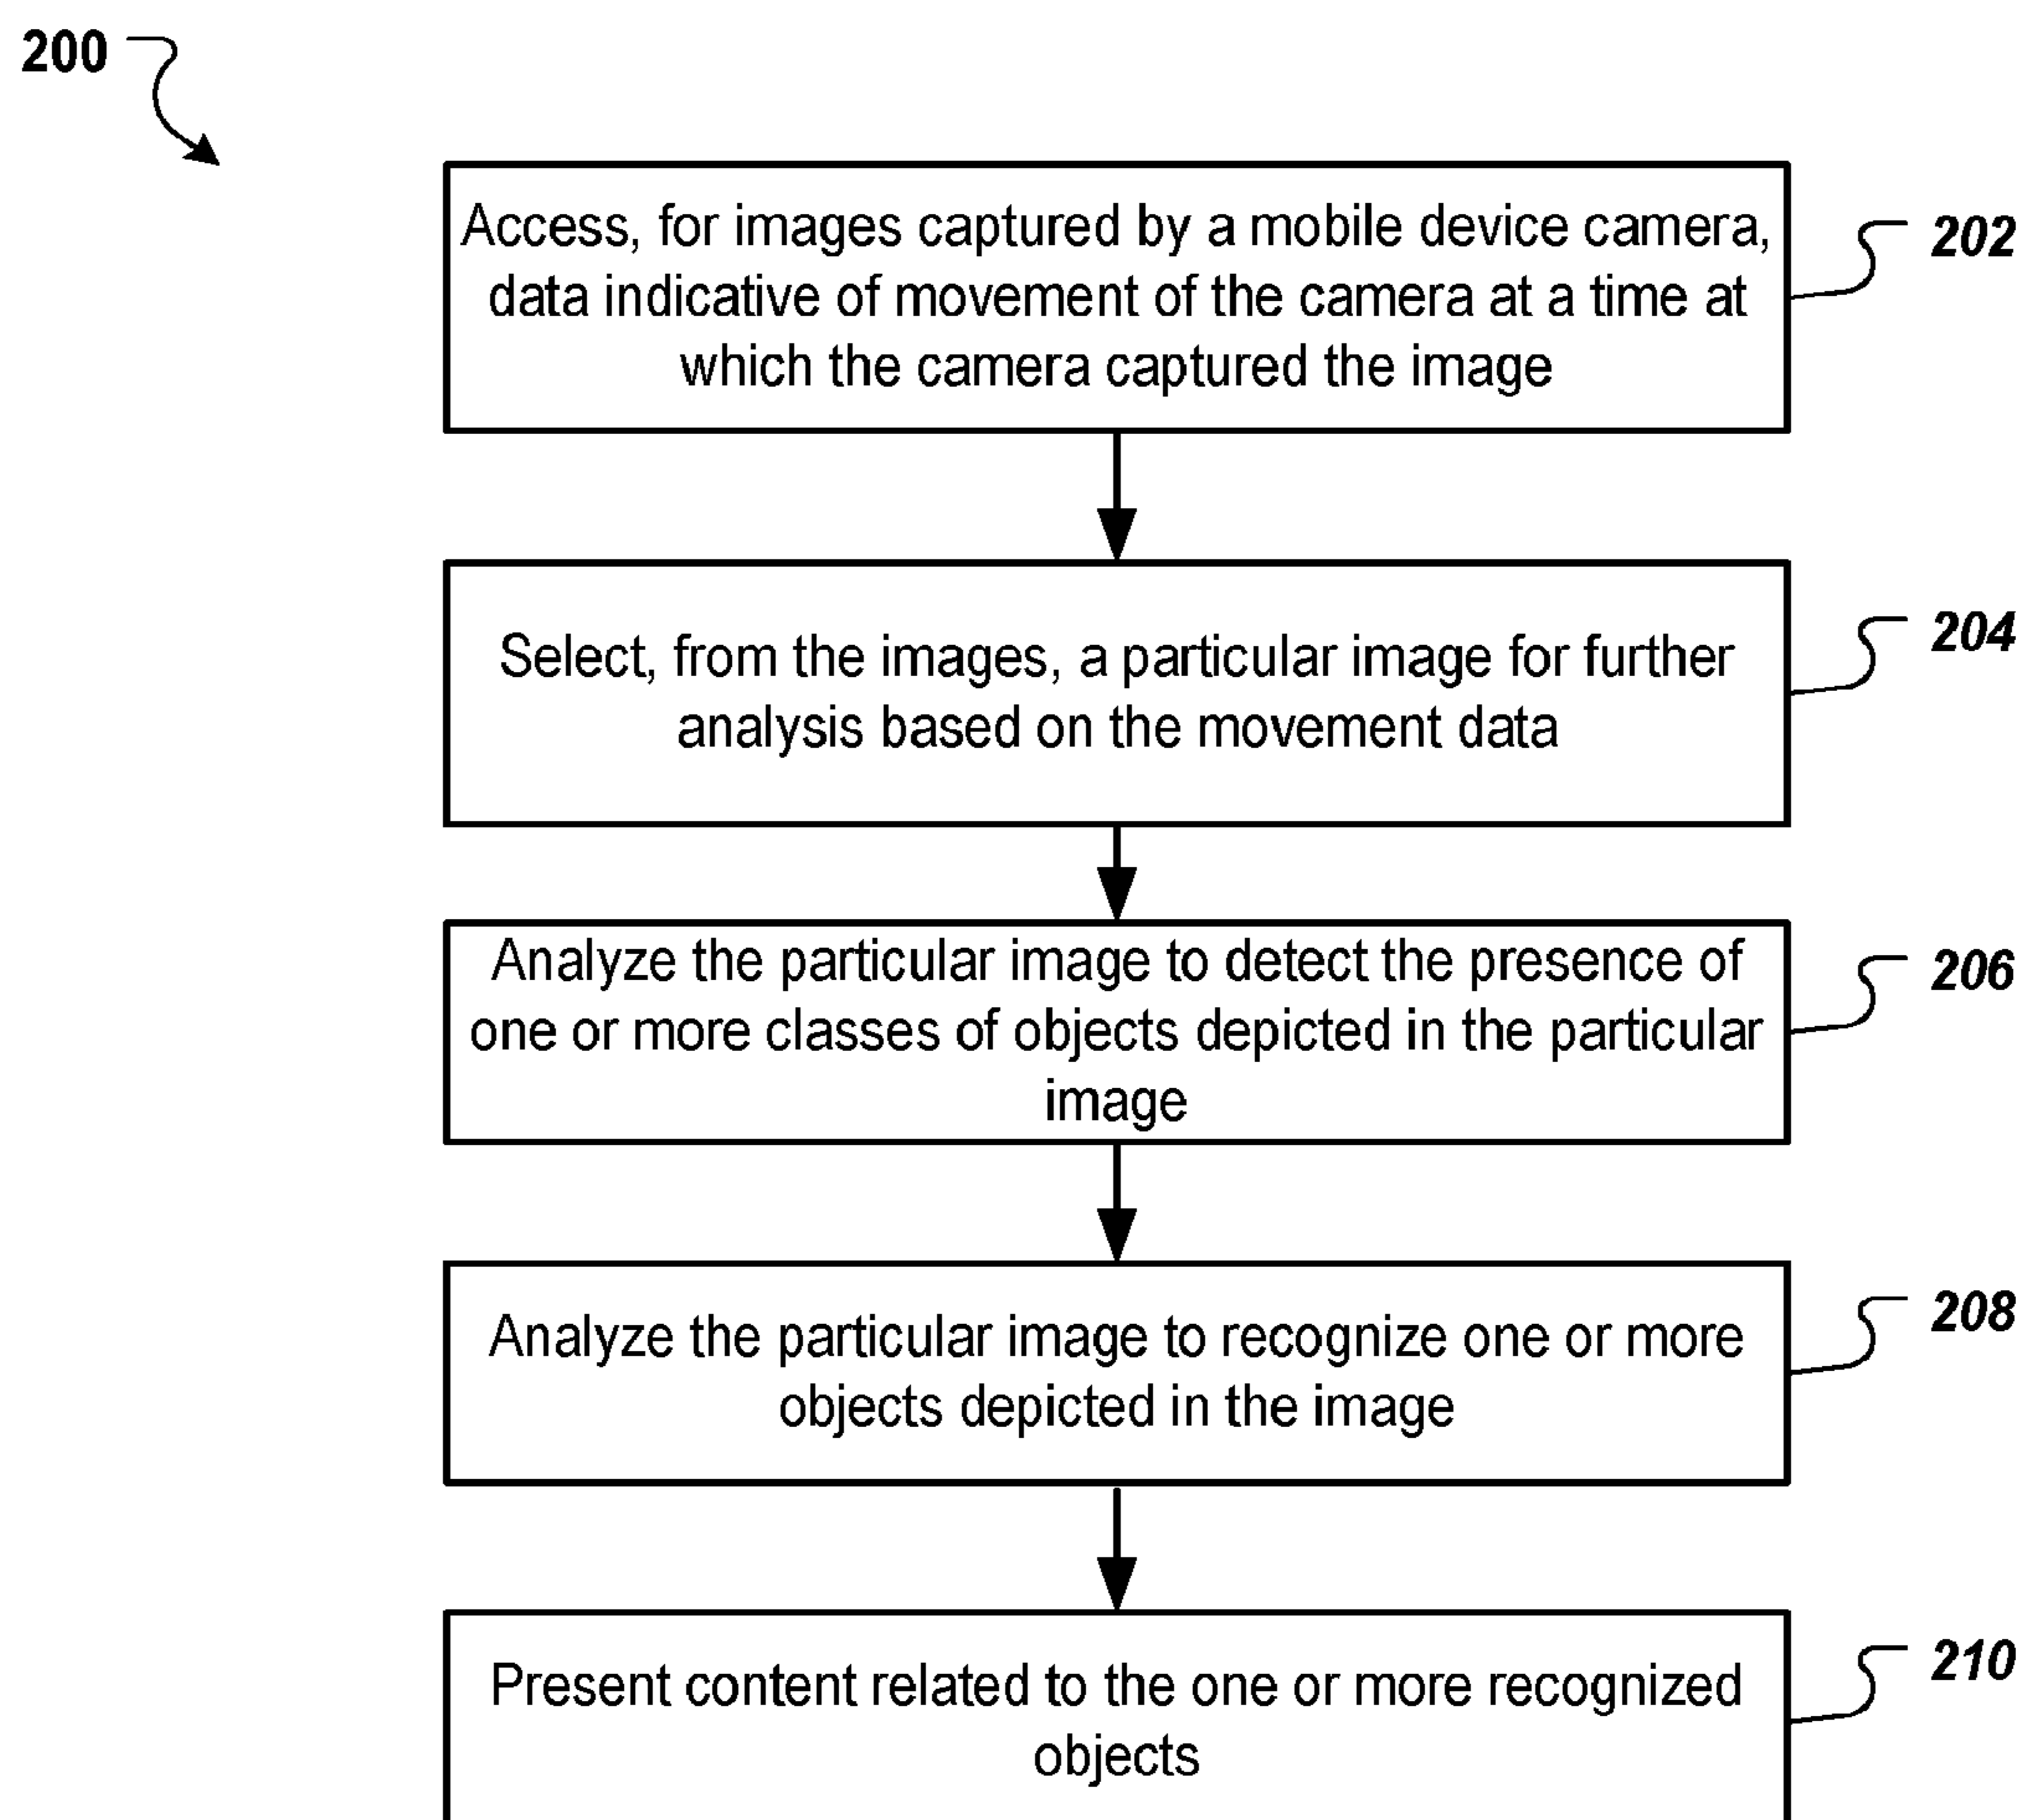 200
Access, for images captured by a mobile device camera,
data indicative of movement of the camera at a time at
which the camera captured the image
202
Select, from the images, a particular image for further
analysis based on the movement data
204
Analyze the particular image to detect the presence of
one or more classes of objects depicted in the particular
image
206
Analyze the particular image to recognize one or more
objects depicted in the image
208
Present content related to the one or more recognized
objects
210